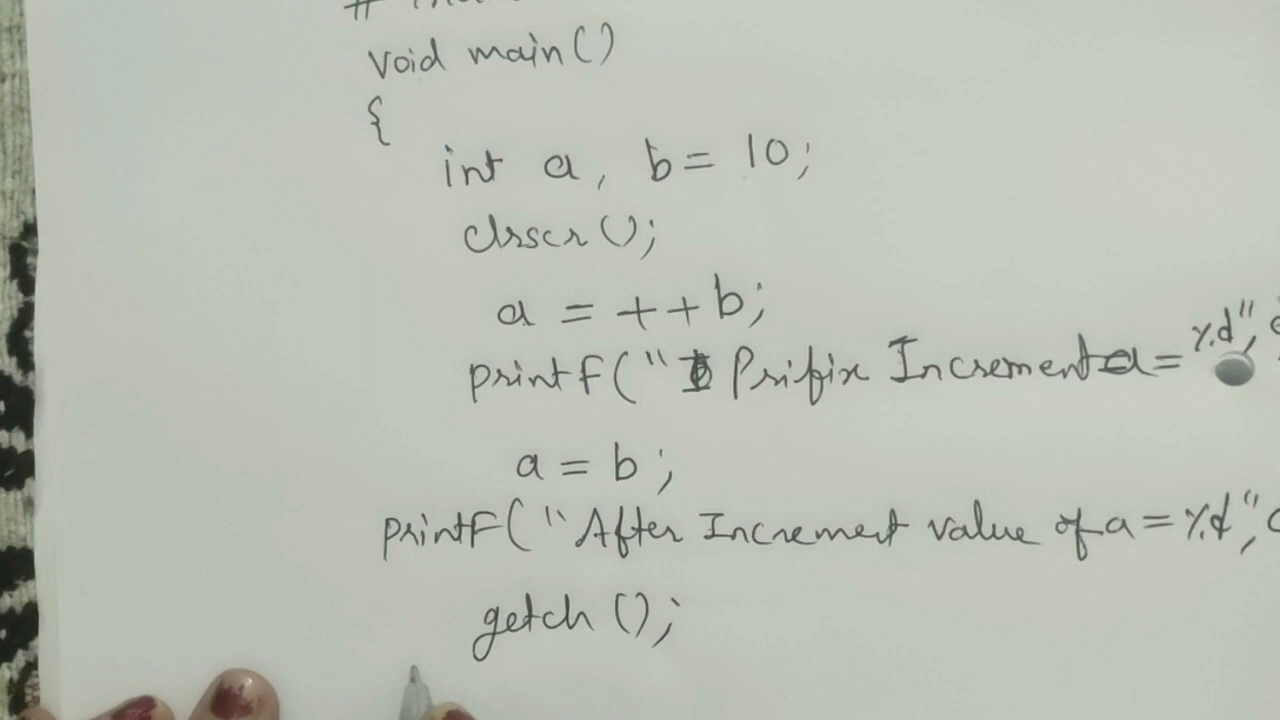 #
void main()
{
int a, b = 10;
clrscr();
a = ++b;
printf(" Prifix Increment a = %d",
a = b;
printf("After Increment value of a = %d",
getch();